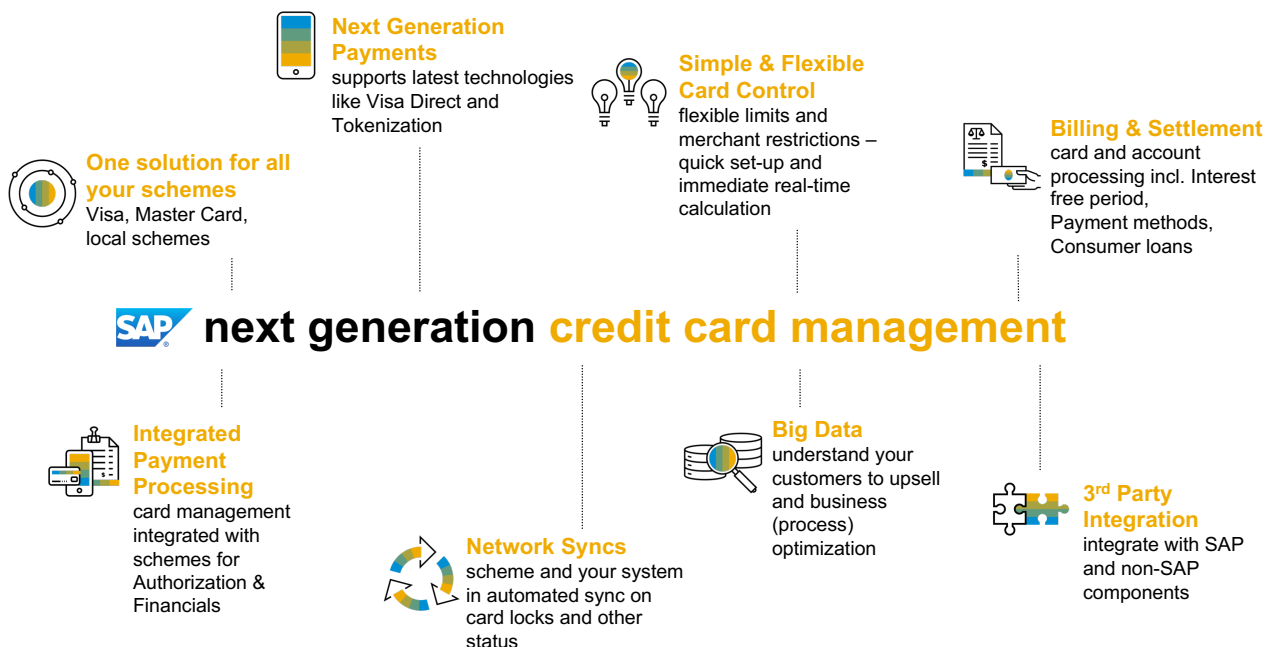 Next Generation
Payments
supports latest technologies
like Visa Direct and
Tokenization
Simple & Flexible
Card Control
flexible limits and
merchant restrictions –
quick set-up and
immediate real-time
calculation
Billing & Settlement
card and account
processing incl. Interest
free period,
Payment methods,
Consumer loans
$
One solution for all
your schemes
Visa, Master Card,
local schemes
SAP® next generation credit card management
Integrated
Payment
Processing
card management
integrated with
schemes for
Authorization &
Financials
$
Network Syncs
scheme and your system
in automated sync on
card locks and other
status
Big Data
understand your
customers to upsell
and business
(process)
optimization
3rd Party
Integration
integrate with SAP
and non-SAP
components